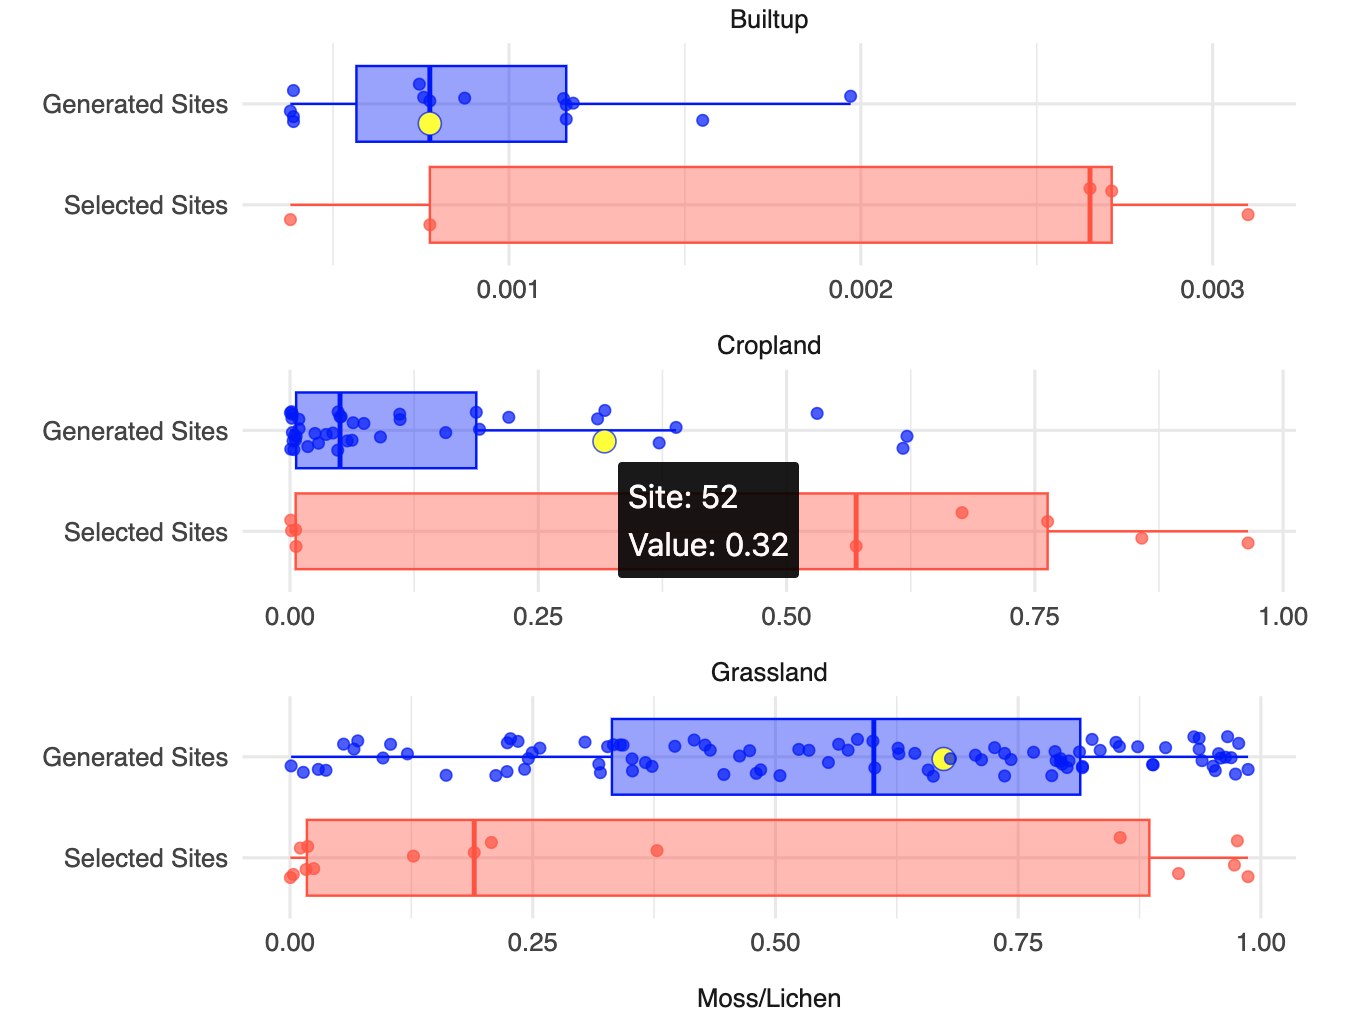 Builtup
Generated Sites
Selected Sites
0.001 0.002 0.003
Cropland
Generated Sites
Site: 52
Selected Sites
Value: 0.32
0.00 0.25 0.50 0.75 1.00
Grassland
Generated Sites
Selected Sites
0.00 0.25 0.50 0.75 1.00
Moss/Lichen